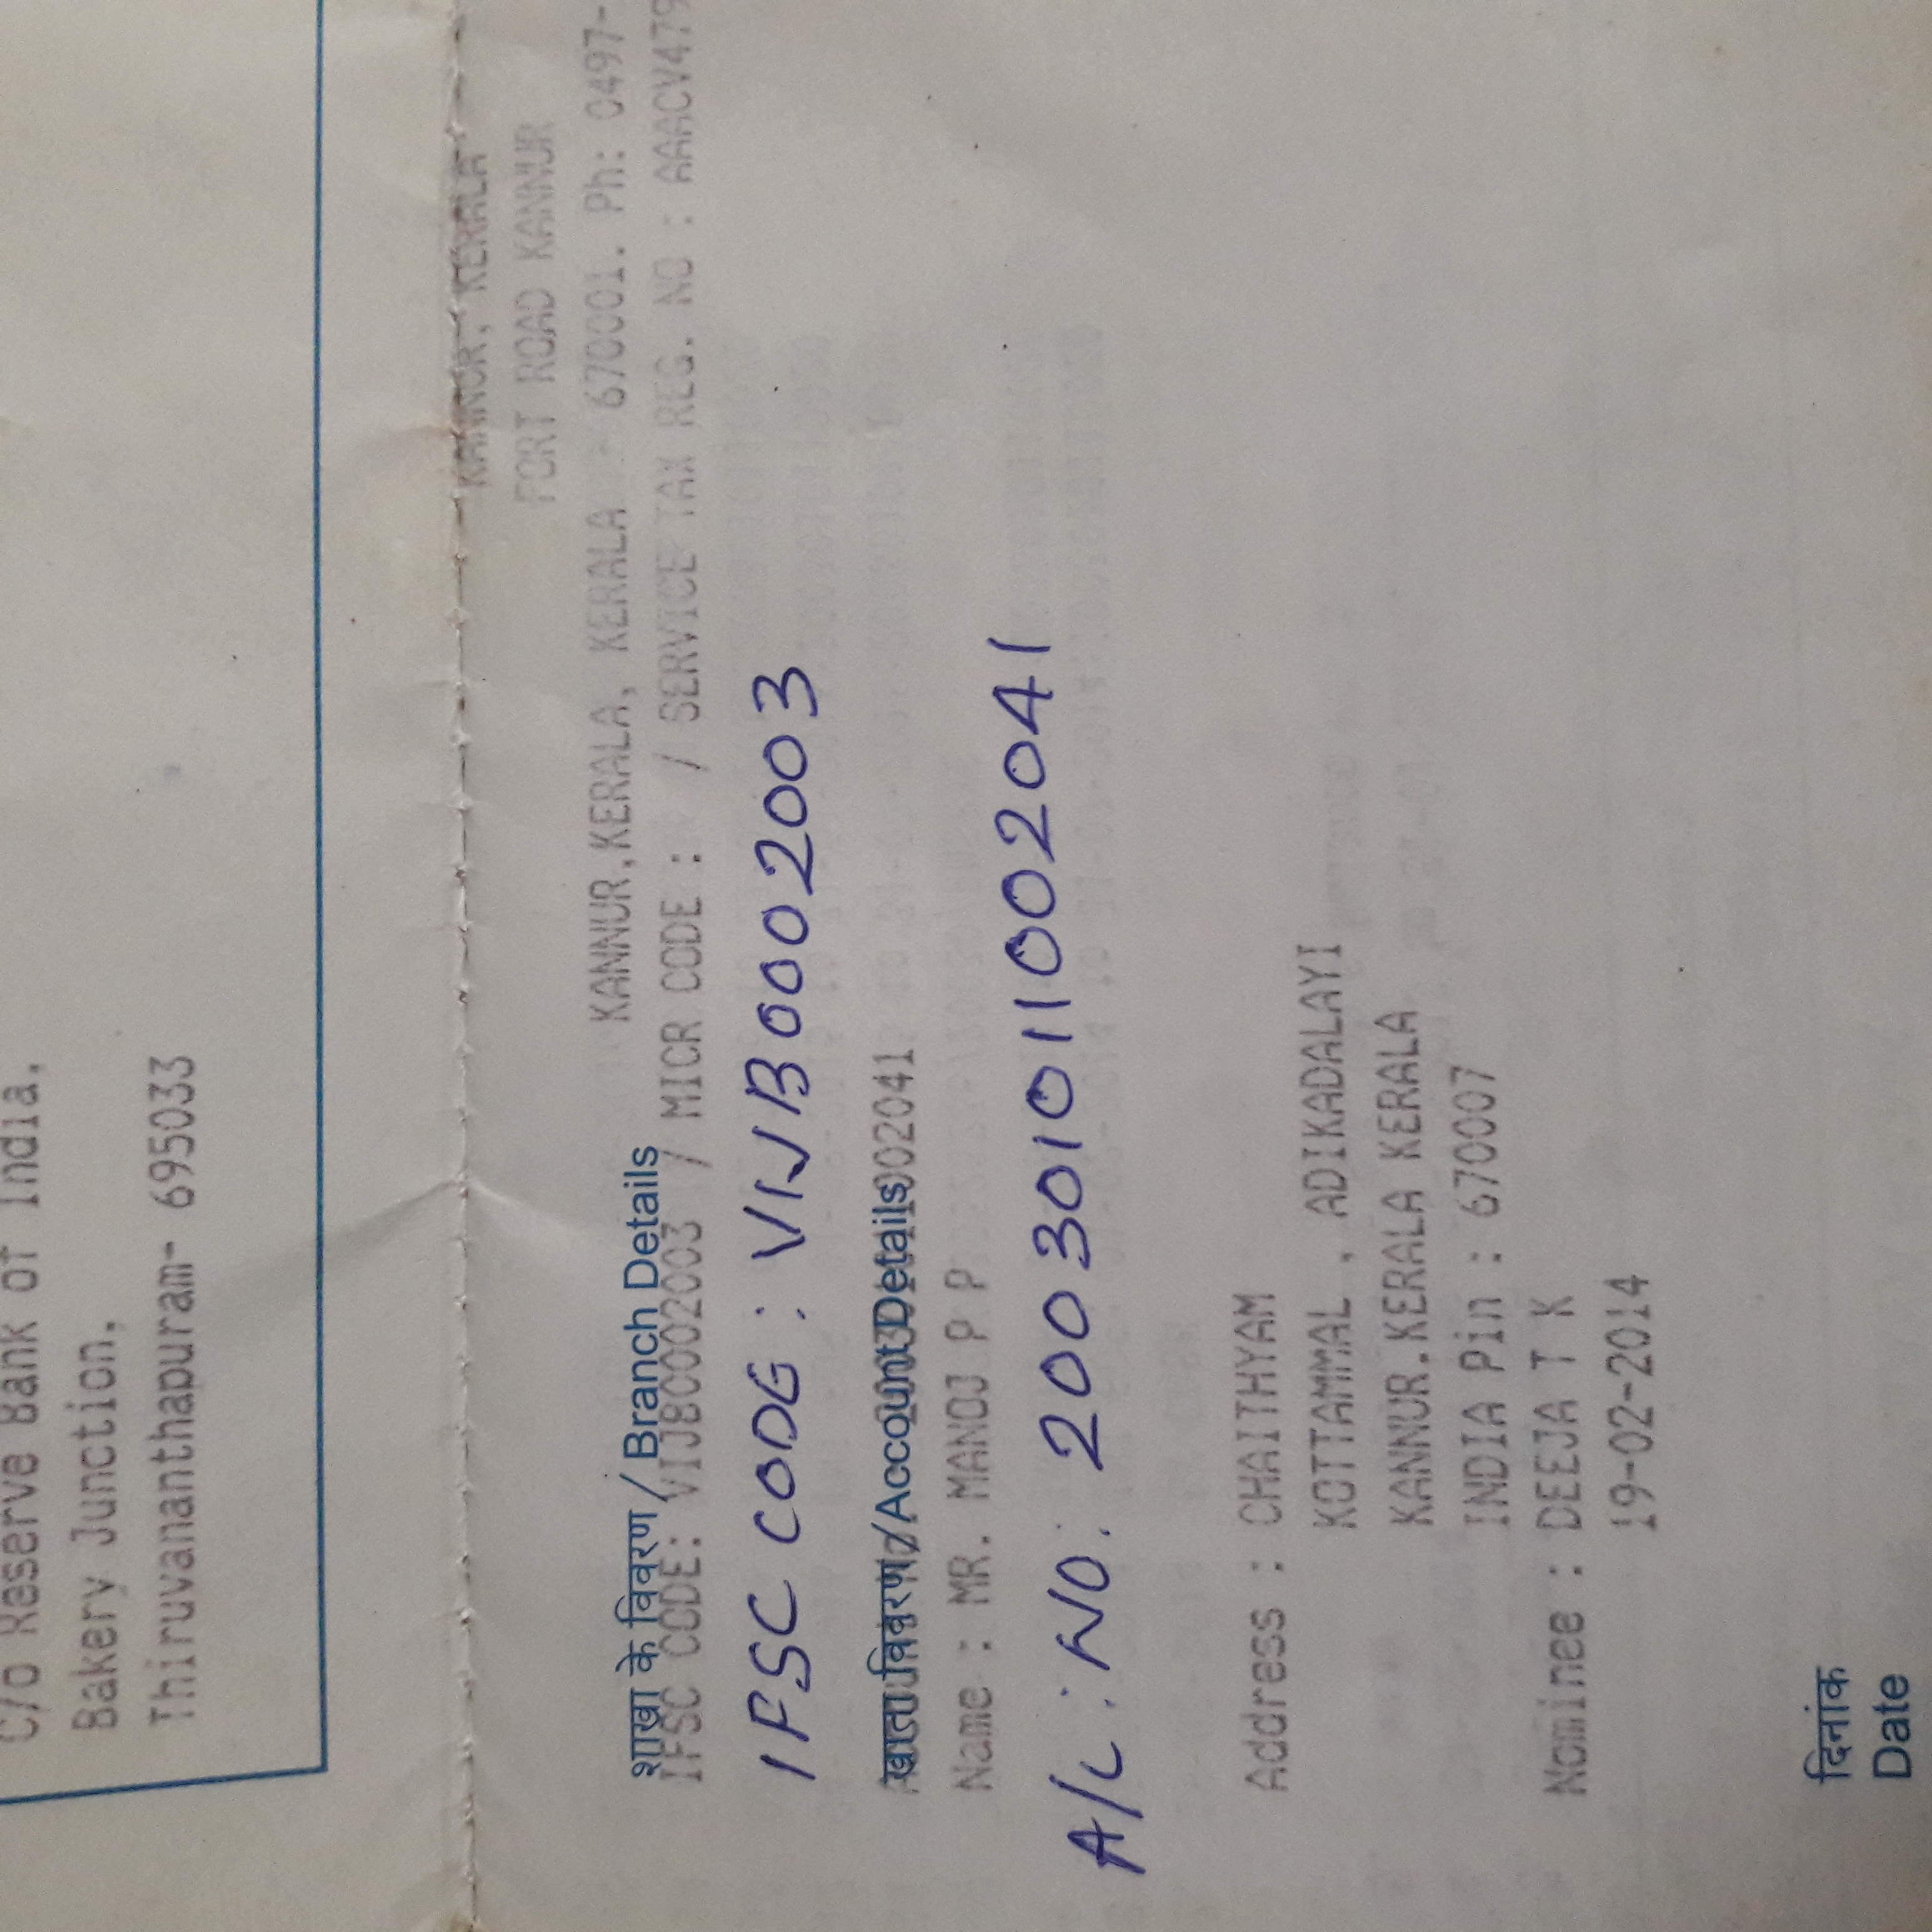 C/o Reserve Bank of India,
Bakery Junction,
Thiruvananthapuram- 695033
KANNUR, KERALA
FORT ROAD KANNUR
KANNUR,KERALA, KERALA 670001. Ph: 0497-
शाखा के विवरण / Branch Details
IFSC CODE: VIJB0002003 / MICR CODE : / SERVICE TAX REG. NO : AAACV479
IFSC CODE : VIJB0002003
खाता विवरण / Account Details
002041
Name : MR. MANOJ P P
A/C : NO. 200301011002041
Address : CHAITHYAM
KOTTAMMAL , ADIKADALAYI
KANNUR.KERALA KERALA
INDIA Pin : 670007
Nominee : DEEJA T K
19-02-2014
दिनांक
Date